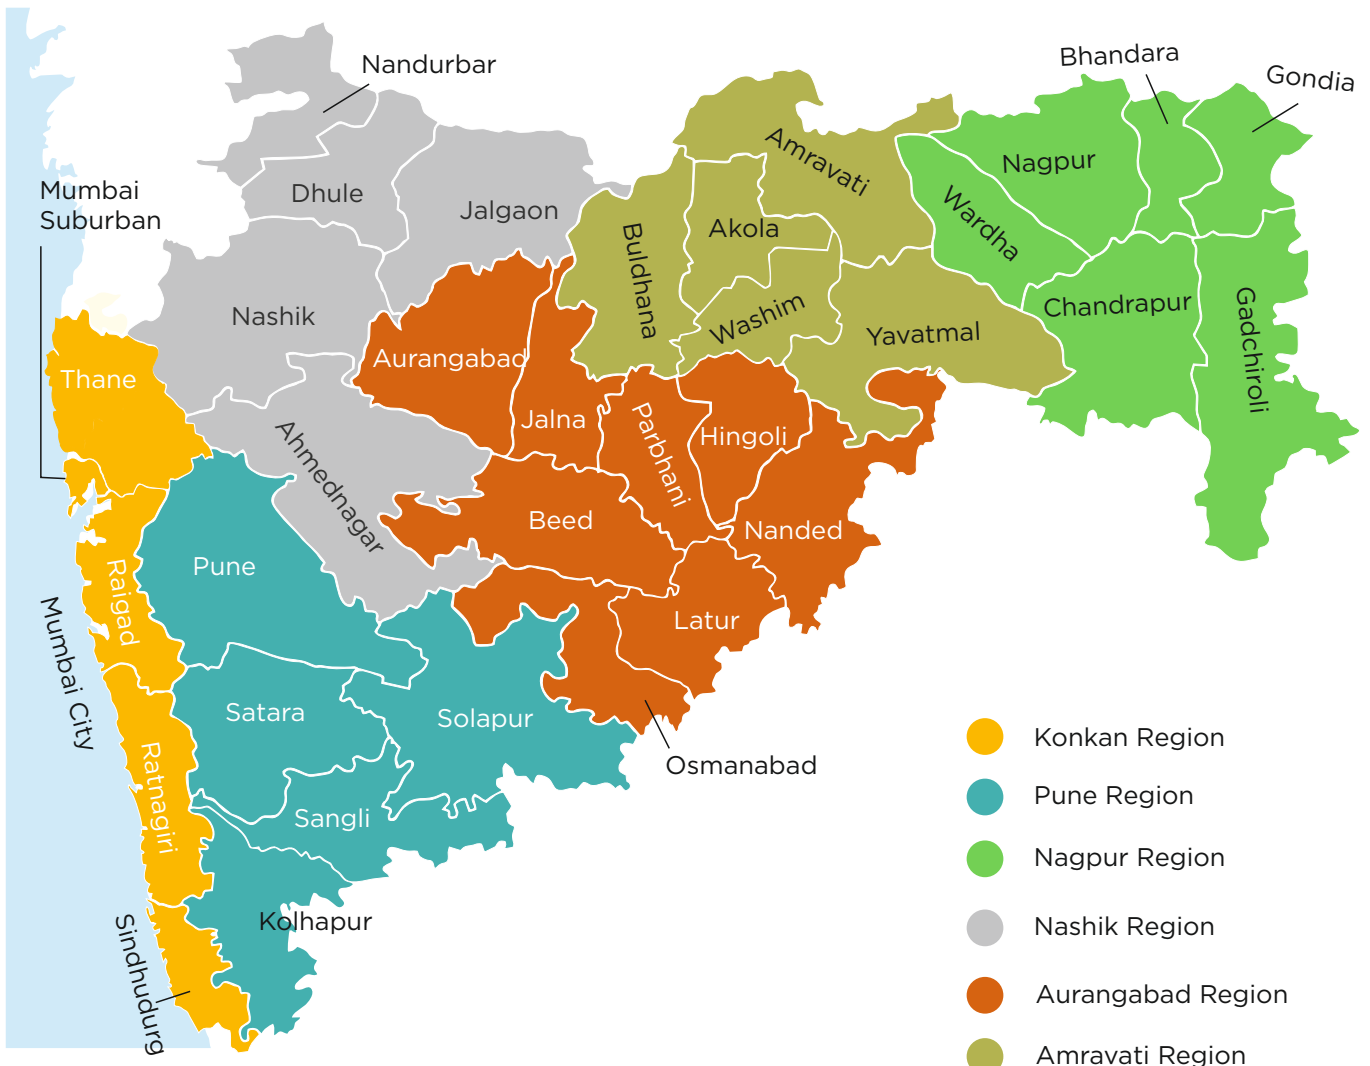 Nandurbar
Bhandara
Gondia
Mumbai
Suburban
Dhule
Jalgaon
Amravati
Nagpur
Wardha
Akola
Buldhana
Nashik
Washim
Yavatmal
Chandrapur
Gadchiroli
Thane
Aurangabad
Jalna
Parbhani
Hingoli
Ahmednagar
Beed
Nanded
Pune
Raigad
Mumbai City
Latur
Satara
Solapur
Osmanabad
Ratnagiri
Sangli
Kolhapur
Sindhudurg
Konkan Region
Pune Region
Nagpur Region
Nashik Region
Aurangabad Region
Amravati Region